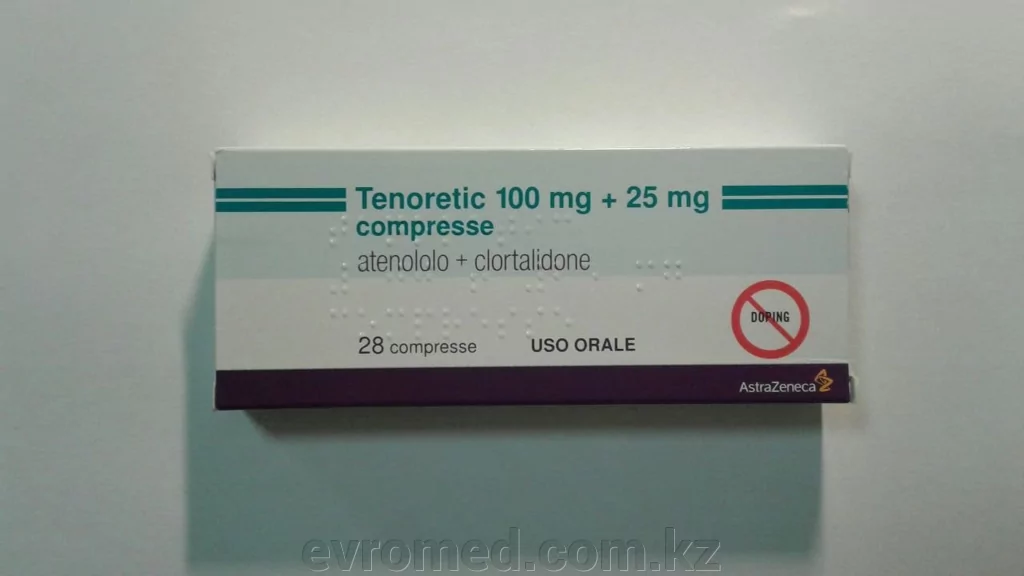 Tenoretic 100 mg + 25 mg
compresse
atenololo + clortalidone
DOPING
28 compresse USO ORALE
AstraZeneca
evromed.com.kz